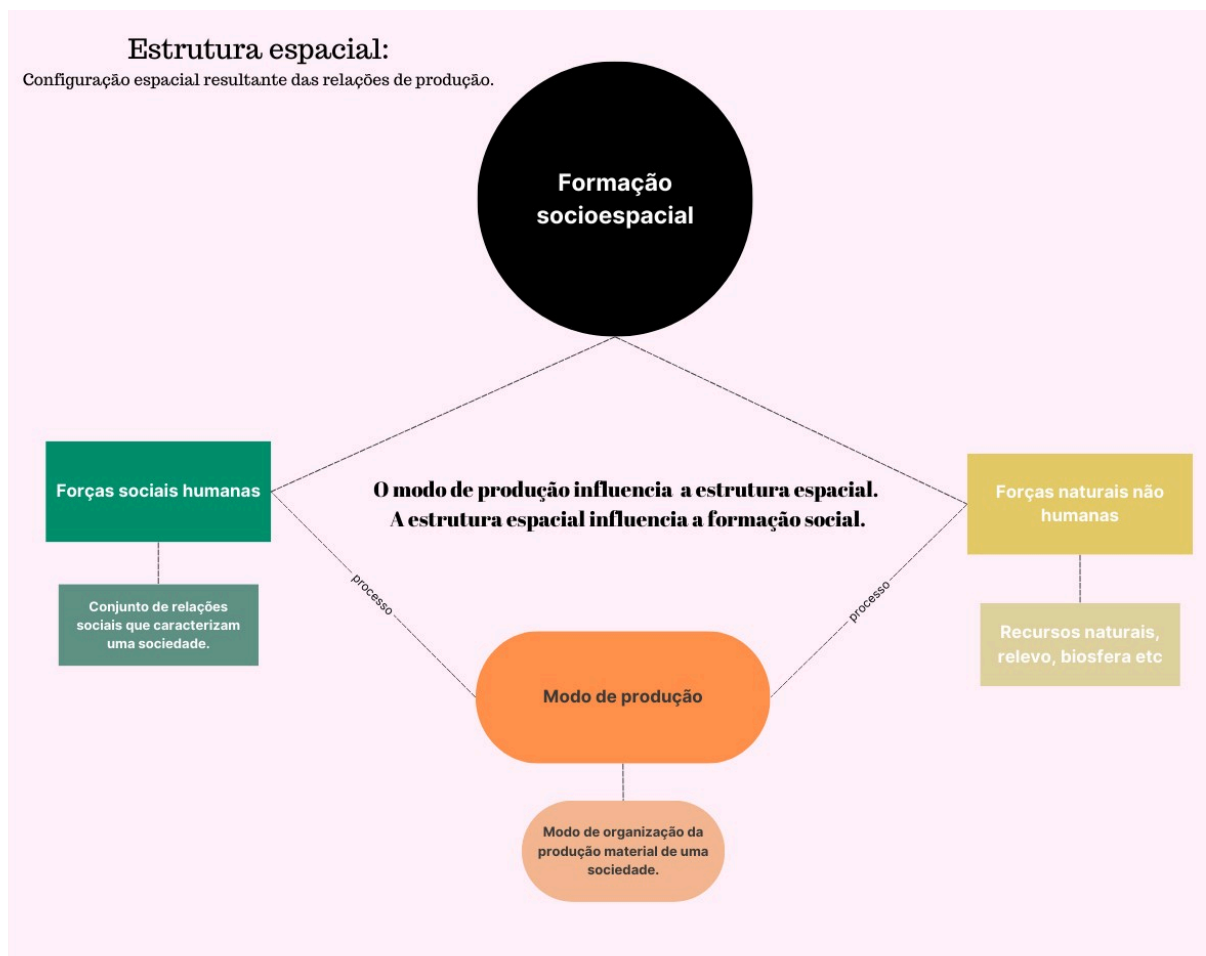 Estrutura espacial:
Configuração espacial resultante das relações de produção.
Formação
socioespacial
Forças sociais humanas
O modo de produção influencia a estrutura espacial.
A estrutura espacial influencia a formação social.
Forças naturais não
humanas
Conjunto de relações
sociais que caracterizam
uma sociedade.
processo
processo
Recursos naturais,
relevo, biosfera etc
Modo de produção
Modo de organização da
produção material de uma
sociedade.